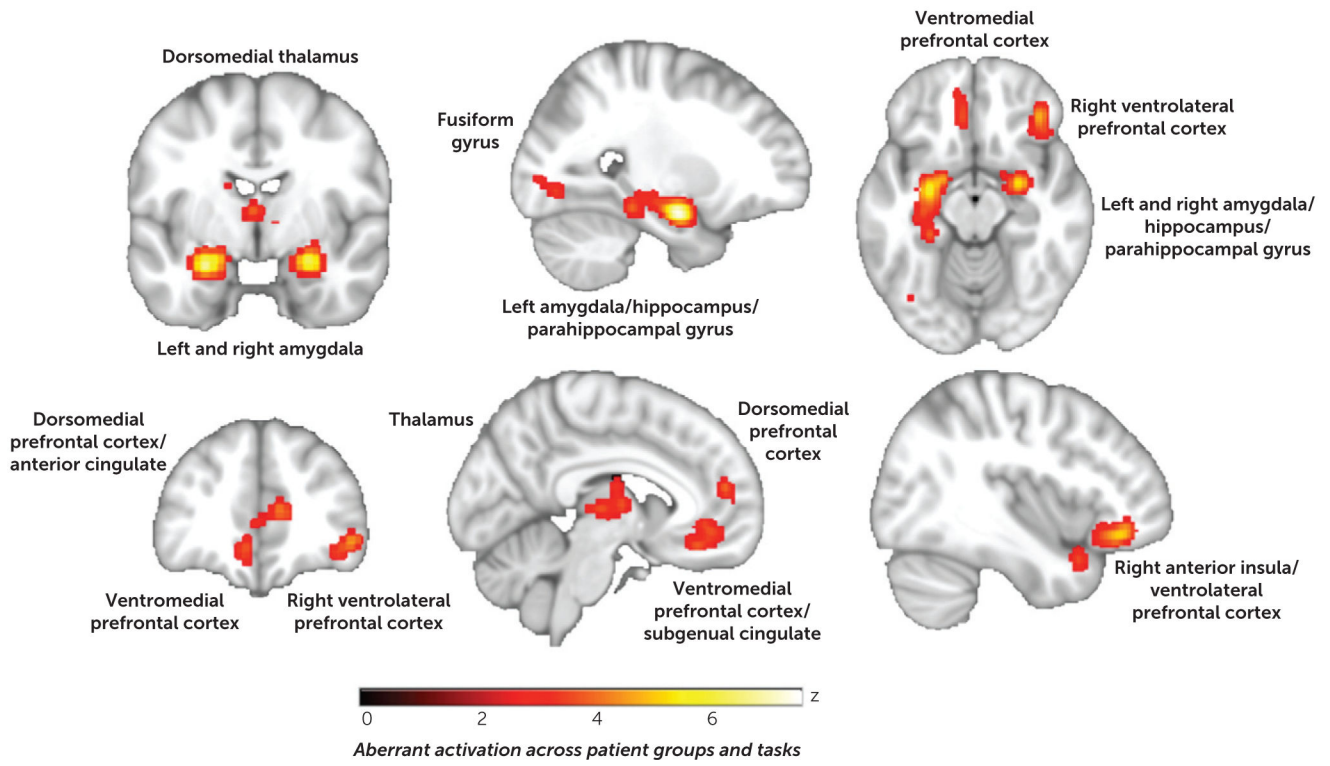 Dorsomedial thalamus
Left and right amygdala
Fusiform
gyrus
Left amygdala/hippocampus/
parahippocampal gyrus
Ventromedial
prefrontal cortex
Right ventrolateral
prefrontal cortex
Left and right amygdala/
hippocampus/
parahippocampal gyrus
Dorsomedial
prefrontal cortex/
anterior cingulate
Ventromedial
prefrontal cortex
Right ventrolateral
prefrontal cortex
Thalamus
Dorsomedial
prefrontal
cortex
Ventromedial
prefrontal cortex/
subgenual cingulate
Right anterior insula/
ventrolateral
prefrontal cortex
z
0 2 4 6
Aberrant activation across patient groups and tasks